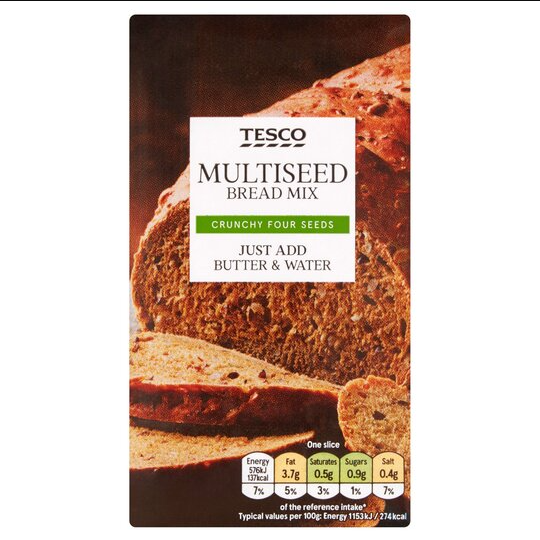 TESCO
MULTISEED
BREAD MIX
CRUNCHY FOUR SEEDS
JUST ADD
BUTTER & WATER
One slice
Energy 576kJ 137kcal 7%
Fat 3.7g 5%
Saturates 0.5g 3%
Sugars 0.9g 1%
Salt 0.4g 7%
of the reference intake*
Typical values per 100g: Energy 1153kJ / 274kcal